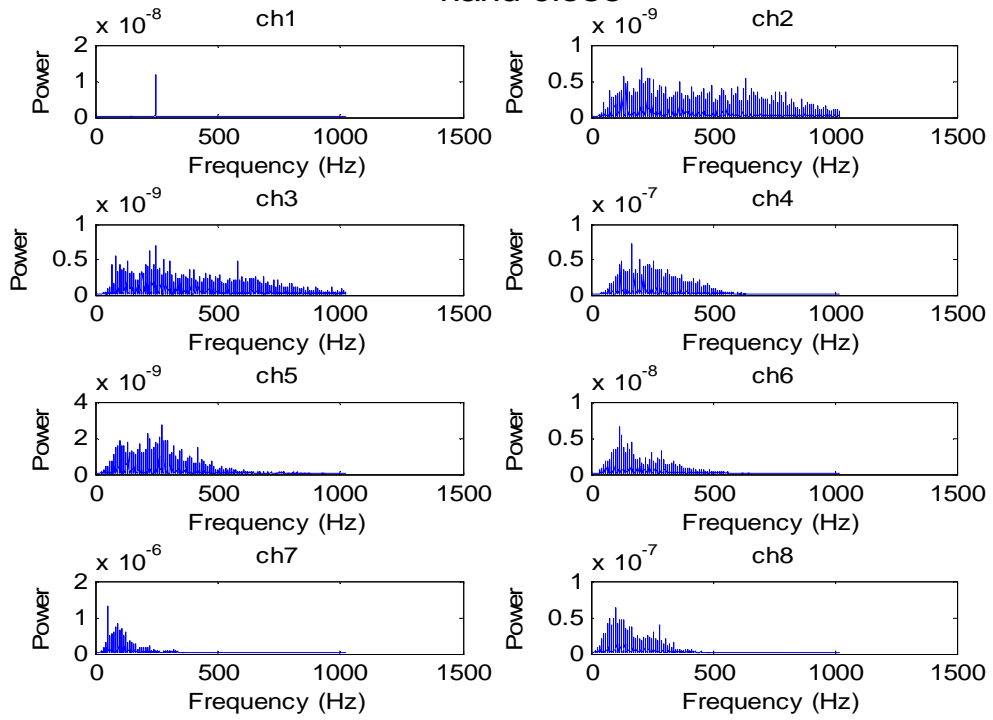 x 10^-8 ch1
2
1
0
Power
0 500 1000 1500
Frequency (Hz)
x 10^-9 ch2
1
0.5
0
Power
0 500 1000 1500
Frequency (Hz)
x 10^-9 ch3
1
0.5
0
Power
0 500 1000 1500
Frequency (Hz)
x 10^-7 ch4
1
0.5
0
Power
0 500 1000 1500
Frequency (Hz)
x 10^-9 ch5
4
2
0
Power
0 500 1000 1500
Frequency (Hz)
x 10^-8 ch6
1
0.5
0
Power
0 500 1000 1500
Frequency (Hz)
x 10^-6 ch7
2
1
0
Power
0 500 1000 1500
Frequency (Hz)
x 10^-7 ch8
1
0.5
0
Power
0 500 1000 1500
Frequency (Hz)